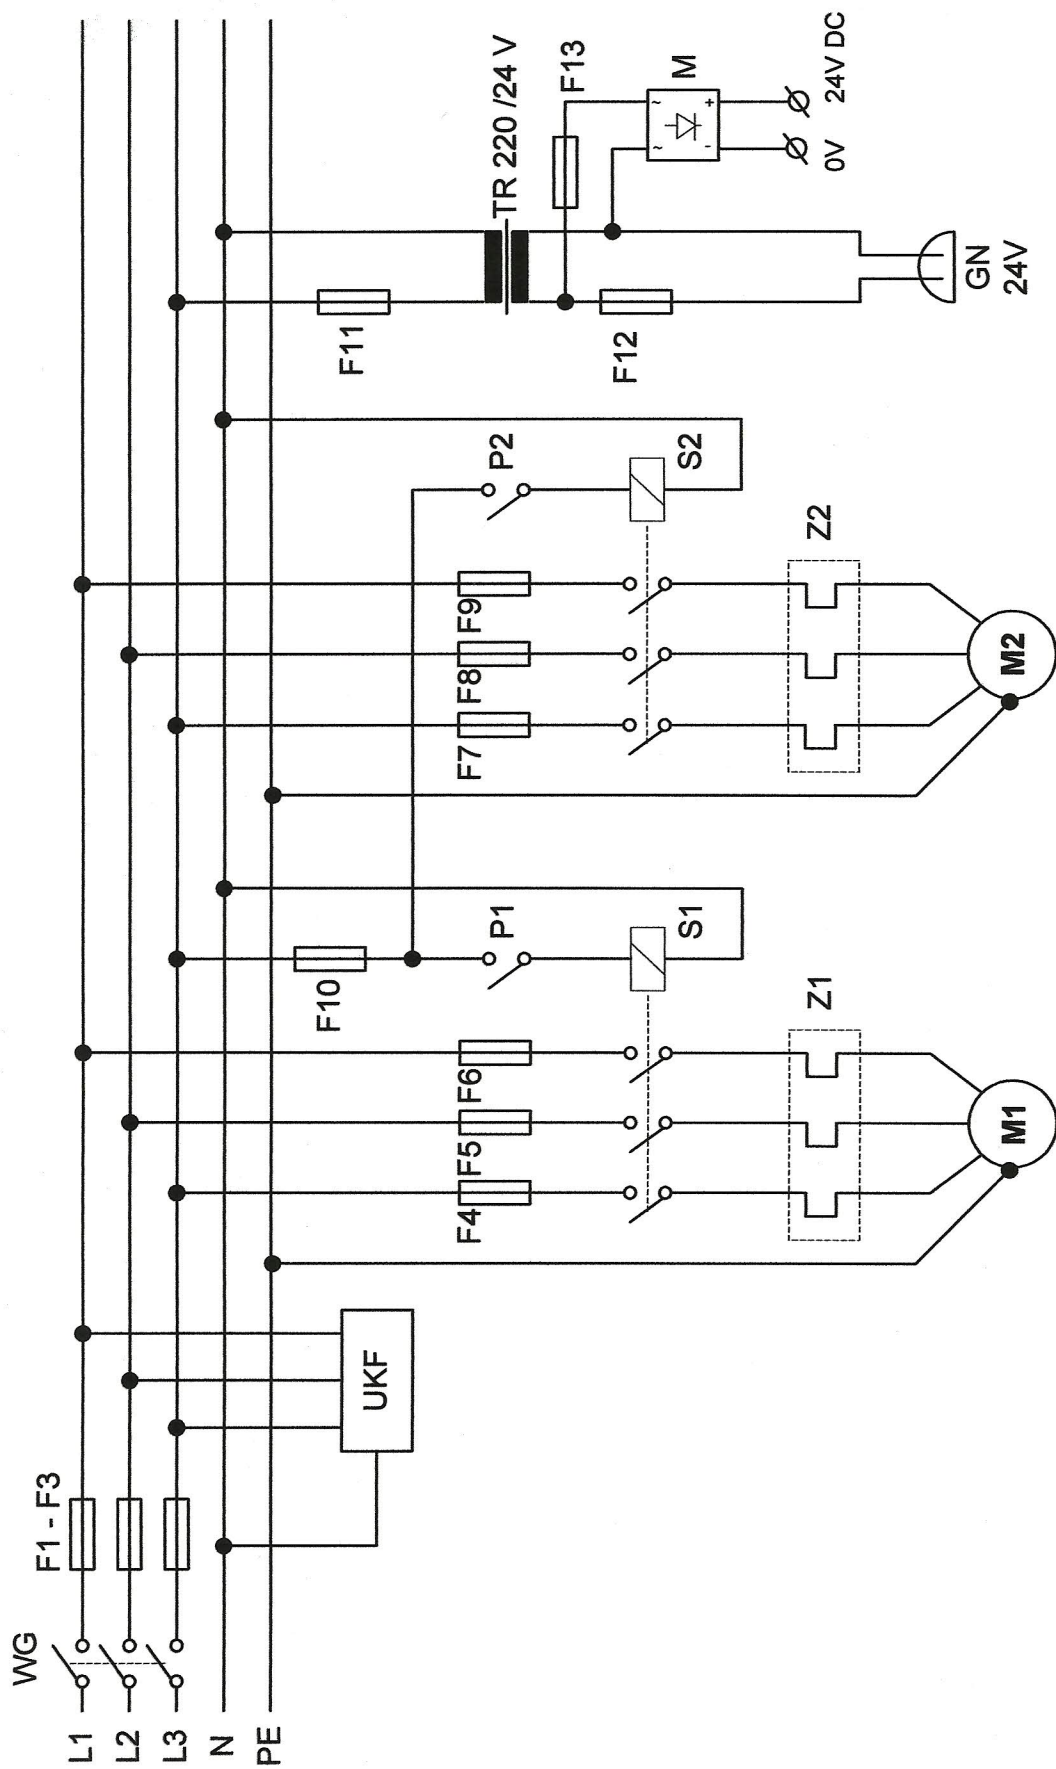 WG
F1 - F3
L1
L2
L3
N
PE
UKF
F4
F5
F6
F10
P1
S1
Z1
M1
F7
F8
F9
P2
S2
Z2
M2
F11
TR 220 /24 V
F13
F12
M
~
~
-
+
0V
24V DC
GN
24V